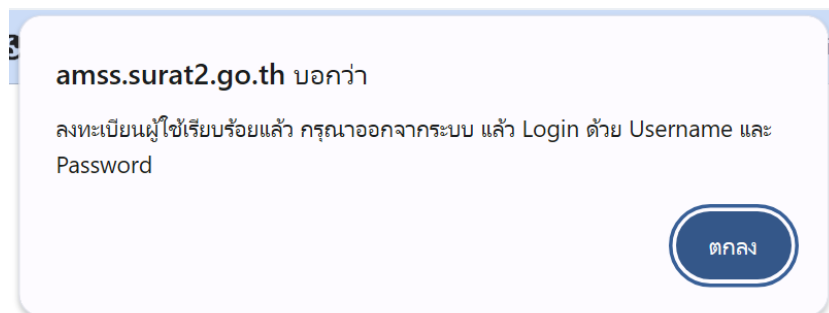 amss.surat2.go.th บอกว่า
ลงทะเบียนผู้ใช้เรียบร้อยแล้ว กรุณาออกจากระบบ แล้ว Login ด้วย Username และ
Password
ตกลง